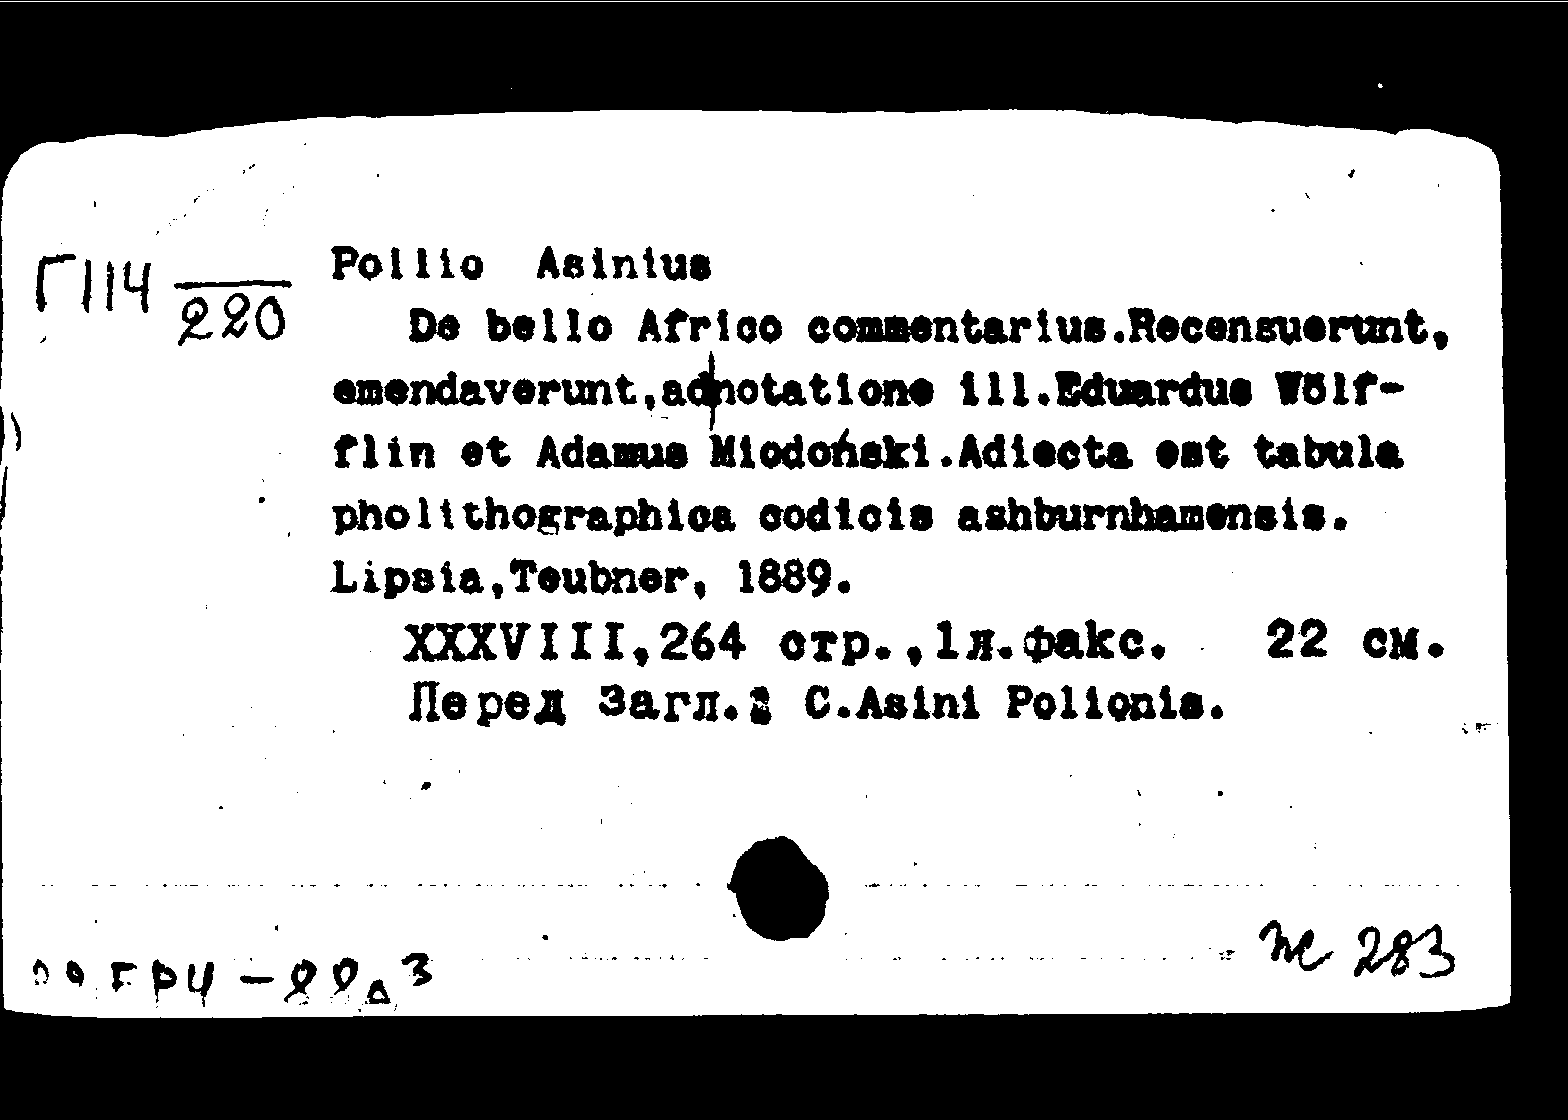 Г114 220
Pollio Asinius
De bello Africo commentarius.Recensuerunt,
emendaverunt,adnotatione ill.Eduardus Wölf-
flin et Adamus Miodoński.Adiecta est tabula
pholithographica codicis ashburnhamensis.
Lipsia,Teubner, 1889.
XXXVIII,264 стр.,1л.факс. 22 см.
Перед Загл.: C.Asini Polionis.
283